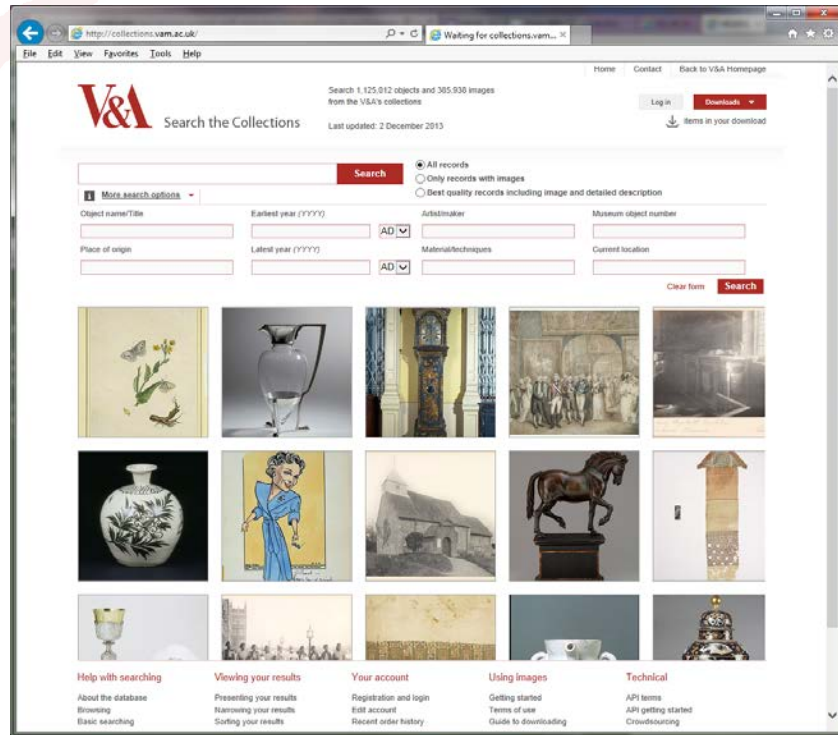 http://collections.vam.ac.uk/
Waiting for collections.vam...
File Edit View Favorites Tools Help
Home Contact Back to V&A Homepage
V&A Search the Collections
Search 1,125,012 objects and 385,938 images
from the V&A's collections
Last updated: 2 December 2013
Log in Downloads
items in your download
Search
All records
Only records with images
Best quality records including image and detailed description
More search options
Object name/Title Earliest year (YYYY) Artist/maker Museum object number
AD
Place of origin Latest year (YYYY) Material/techniques Current location
AD
Clear form Search
Help with searching Viewing your results Your account Using images Technical
About the database Presenting your results Registration and login Getting started API terms
Browsing Narrowing your results Edit account Terms of use API getting started
Basic searching Sorting your results Recent order history Guide to downloading Crowdsourcing